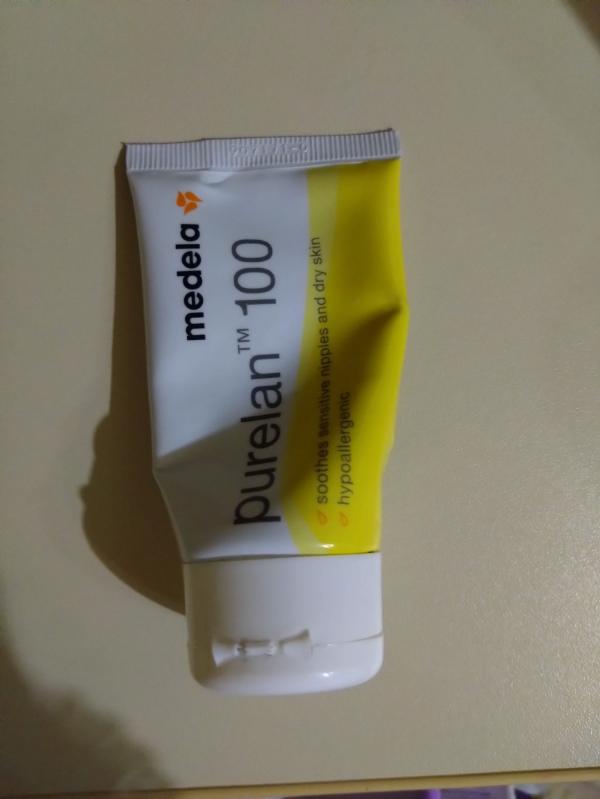 medela
purelan™ 100
soothes sensitive nipples and dry skin
hypoallergenic